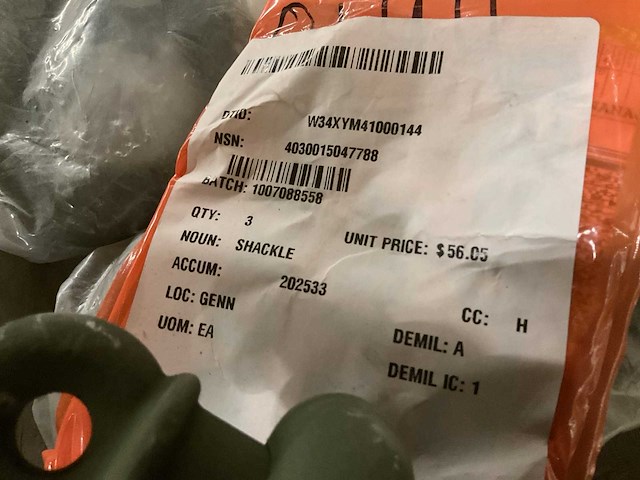 DTID: W34XYM41000144
NSN: 4030015047788
BATCH: 1007088558
QTY: 3
NOUN: SHACKLE UNIT PRICE: $56.05
ACCUM: 202533
LOC: GENN CC: H
UOM: EA DEMIL: A
DEMIL IC: 1